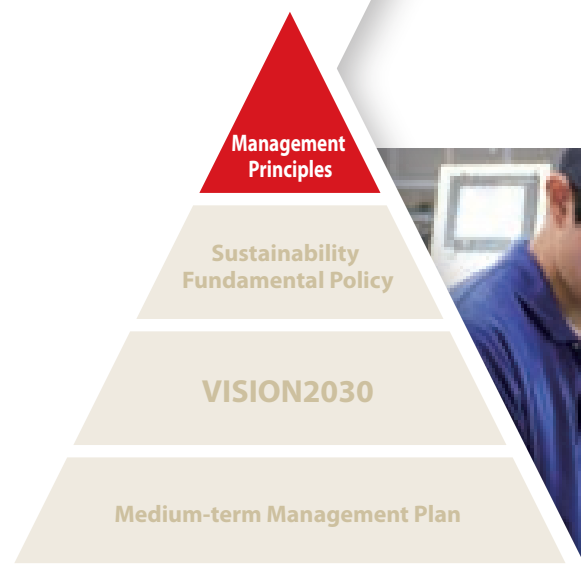 Management
Principles
Sustainability
Fundamental Policy
VISION2030
Medium-term Management Plan